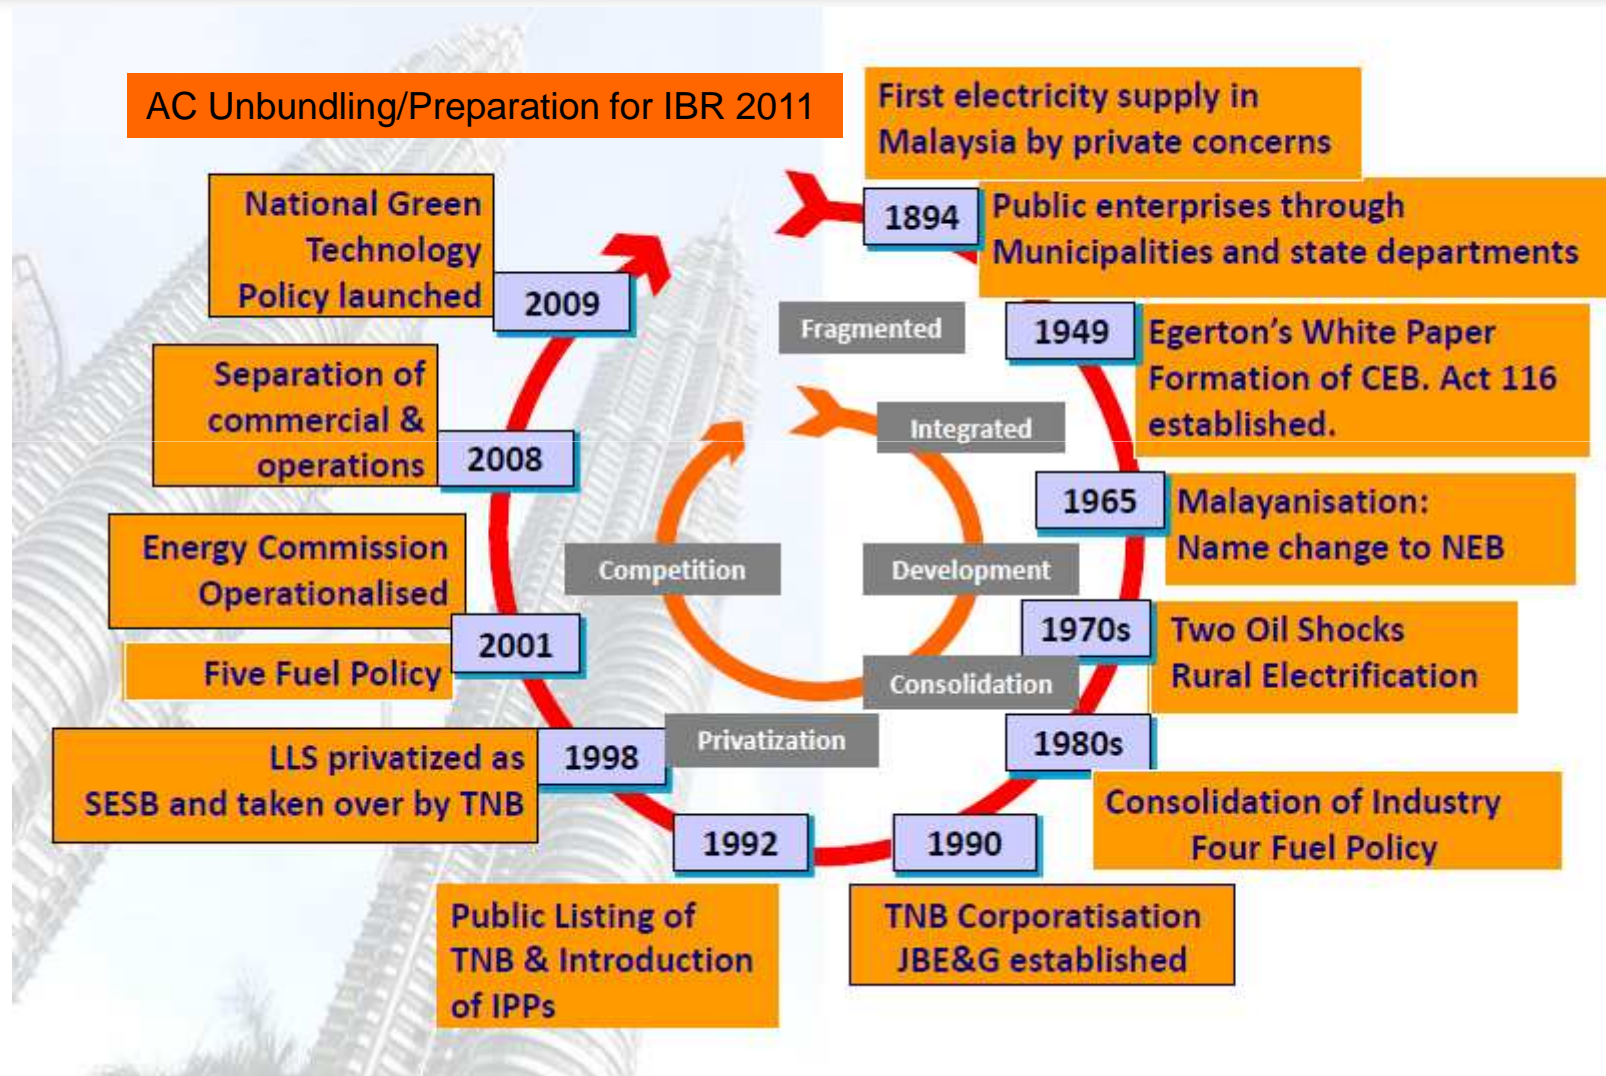 AC Unbundling/Preparation for IBR 2011
First electricity supply in
Malaysia by private concerns
1894
Public enterprises through
Municipalities and state departments
1949
Egerton’s White Paper
Formation of CEB. Act 116
established.
1965
Malayanisation:
Name change to NEB
1970s
Two Oil Shocks
Rural Electrification
1980s
Consolidation of Industry
Four Fuel Policy
1990
TNB Corporatisation
JBE&G established
1992
Public Listing of
TNB & Introduction
of IPPs
1998
LLS privatized as
SESB and taken over by TNB
2001
Energy Commission
Operationalised
Five Fuel Policy
2008
Separation of
commercial &
operations
2009
National Green
Technology
Policy launched
Fragmented
Integrated
Development
Consolidation
Privatization
Competition